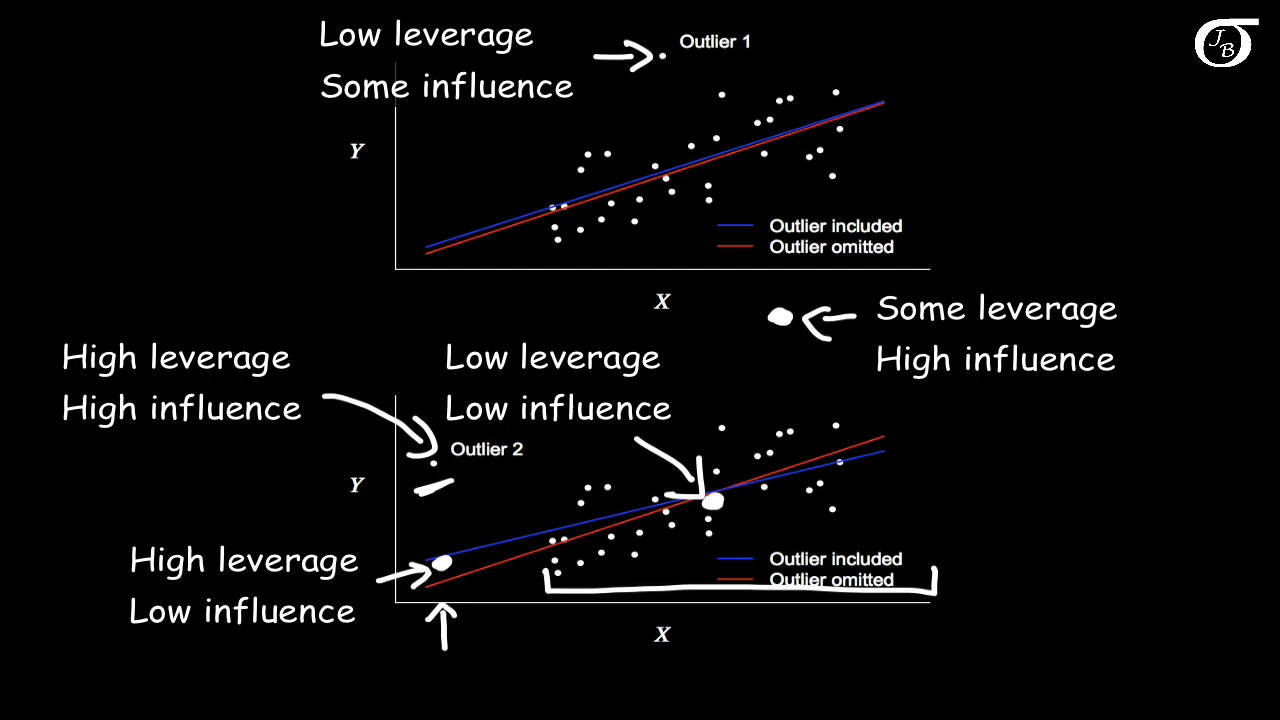 Low leverage
Some influence
Outlier 1
JB
Y
Outlier included
Outlier omitted
X
Some leverage
High influence
High leverage
High influence
Low leverage
Low influence
Outlier 2
Y
High leverage
Low influence
Outlier included
Outlier omitted
X